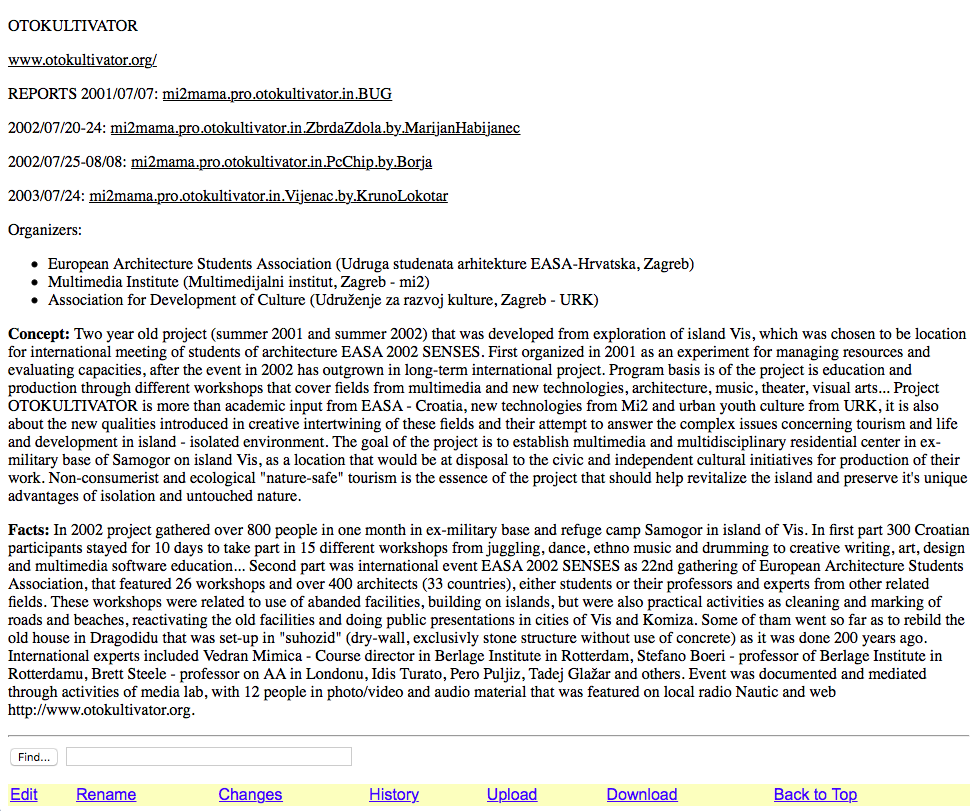 OTOKULTIVATOR
www.otokultivator.org/
REPORTS 2001/07/07: mi2mama.pro.otokultivator.in.BUG
2002/07/20-24: mi2mama.pro.otokultivator.in.ZbrdaZdola.by.MarijanHabijanec
2002/07/25-08/08: mi2mama.pro.otokultivator.in.PcChip.by.Borja
2003/07/24: mi2mama.pro.otokultivator.in.Vijenac.by.KrunoLokotar
Organizers:
• European Architecture Students Association (Udruga studenata arhitekture EASA-Hrvatska, Zagreb)
• Multimedia Institute (Multimedijalni institut, Zagreb - mi2)
• Association for Development of Culture (Udruženje za razvoj kulture, Zagreb - URK)
Concept: Two year old project (summer 2001 and summer 2002) that was developed from exploration of island Vis, which was chosen to be location
for international meeting of students of architecture EASA 2002 SENSES. First organized in 2001 as an experiment for managing resources and
evaluating capacities, after the event in 2002 has outgrown in long-term international project. Program basis is of the project is education and
production through different workshops that cover fields from multimedia and new technologies, architecture, music, theater, visual arts... Project
OTOKULTIVATOR is more than academic input from EASA - Croatia, new technologies from Mi2 and urban youth culture from URK, it is also
about the new qualities introduced in creative intertwining of these fields and their attempt to answer the complex issues concerning tourism and life
and development in island - isolated environment. The goal of the project is to establish multimedia and multidisciplinary residential center in ex-
military base of Samogor on island Vis, as a location that would be at disposal to the civic and independent cultural initiatives for production of their
work. Non-consumerist and ecological "nature-safe" tourism is the essence of the project that should help revitalize the island and preserve it's unique
advantages of isolation and untouched nature.
Facts: In 2002 project gathered over 800 people in one month in ex-military base and refuge camp Samogor in island of Vis. In first part 300 Croatian
participants stayed for 10 days to take part in 15 different workshops from juggling, dance, ethno music and drumming to creative writing, art, design
and multimedia software education... Second part was international event EASA 2002 SENSES as 22nd gathering of European Architecture Students
Association, that featured 26 workshops and over 400 architects (33 countries), either students or their professors and experts from other related
fields. These workshops were related to use of abanded facilities, building on islands, but were also practical activities as cleaning and marking of
roads and beaches, reactivating the old facilities and doing public presentations in cities of Vis and Komiza. Some of tham went so far as to rebild the
old house in Dragodidu that was set-up in "suhozid" (dry-wall, exclusivly stone structure without use of concrete) as it was done 200 years ago.
International experts included Vedran Mimica - Course director in Berlage Institute in Rotterdam, Stefano Boeri - professor of Berlage Institute in
Rotterdamu, Brett Steele - professor on AA in Londonu, Idis Turato, Pero Puljiz, Tadej Glažar and others. Event was documented and mediated
through activities of media lab, with 12 people in photo/video and audio material that was featured on local radio Nautic and web
http://www.otokultivator.org.
Find...
Edit Rename Changes History Upload Download Back to Top